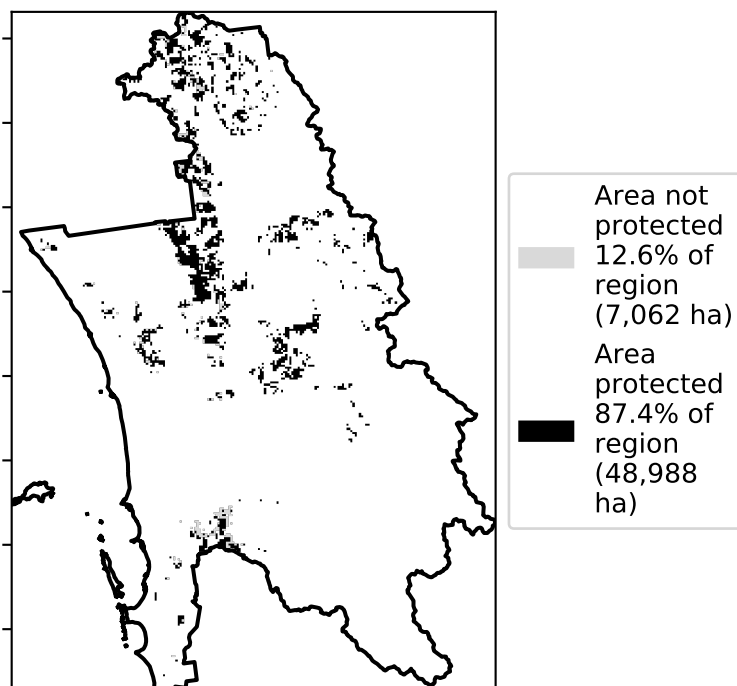 Area not
protected
12.6% of
region
(7,062 ha)
Area
protected
87.4% of
region
(48,988
ha)